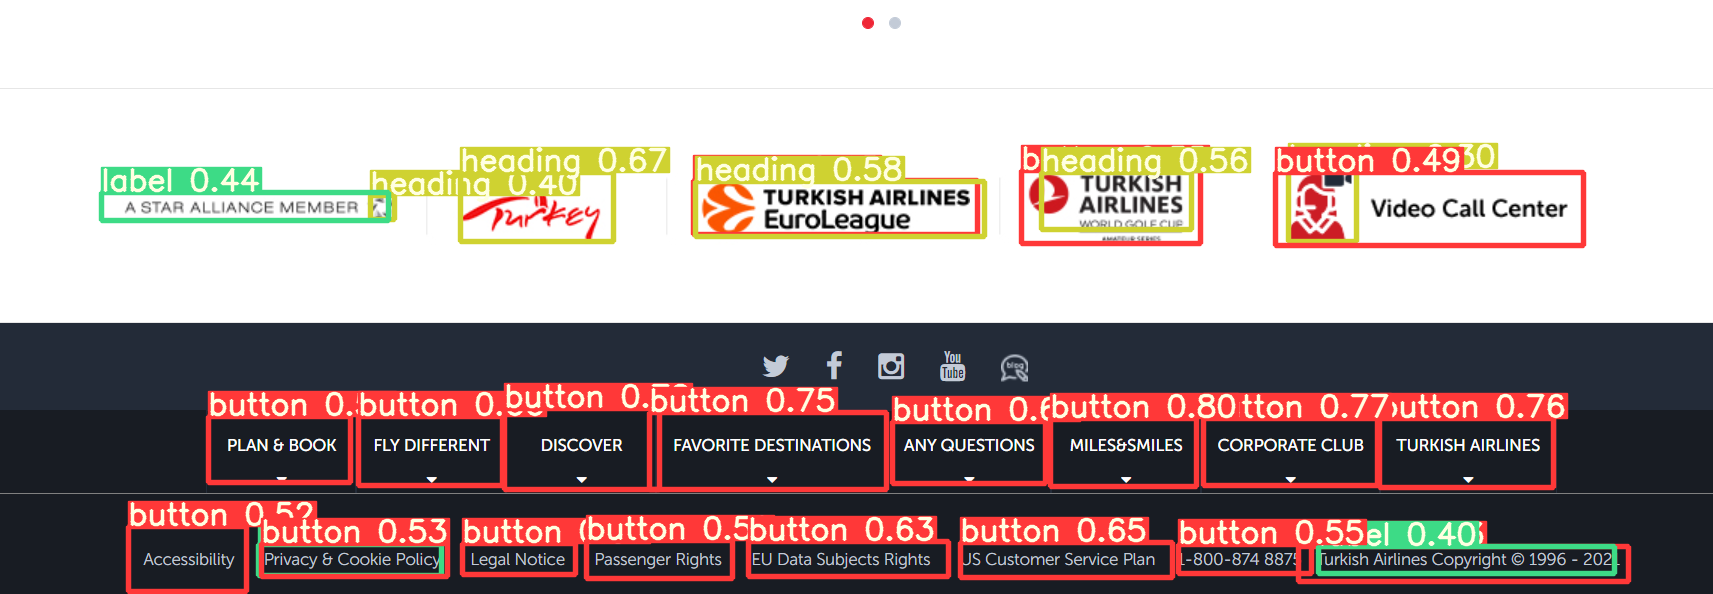 label 0.44
heading 0.40
heading 0.67
heading 0.58
heading 0.56
button 0.49
30
A STAR ALLIANCE MEMBER
Turkey
TURKISH AIRLINES
EuroLeague
TURKISH
AIRLINES
WORLD GOLF CUP
AMATEUR SERIES
Video Call Center
You
Tube
blog
button 0.
button 0.
button 0.7
button 0.75
button 0.6
button 0.80
tton 0.77
utton 0.76
PLAN & BOOK
FLY DIFFERENT
DISCOVER
FAVORITE DESTINATIONS
ANY QUESTIONS
MILES&SMILES
CORPORATE CLUB
TURKISH AIRLINES
button 0.52
button 0.53
button
button 0.5
button 0.63
button 0.65
button 0.55
el 0.40
Accessibility
Privacy & Cookie Policy
Legal Notice
Passenger Rights
EU Data Subjects Rights
US Customer Service Plan
1-800-874 8875
Turkish Airlines Copyright © 1996 - 2021